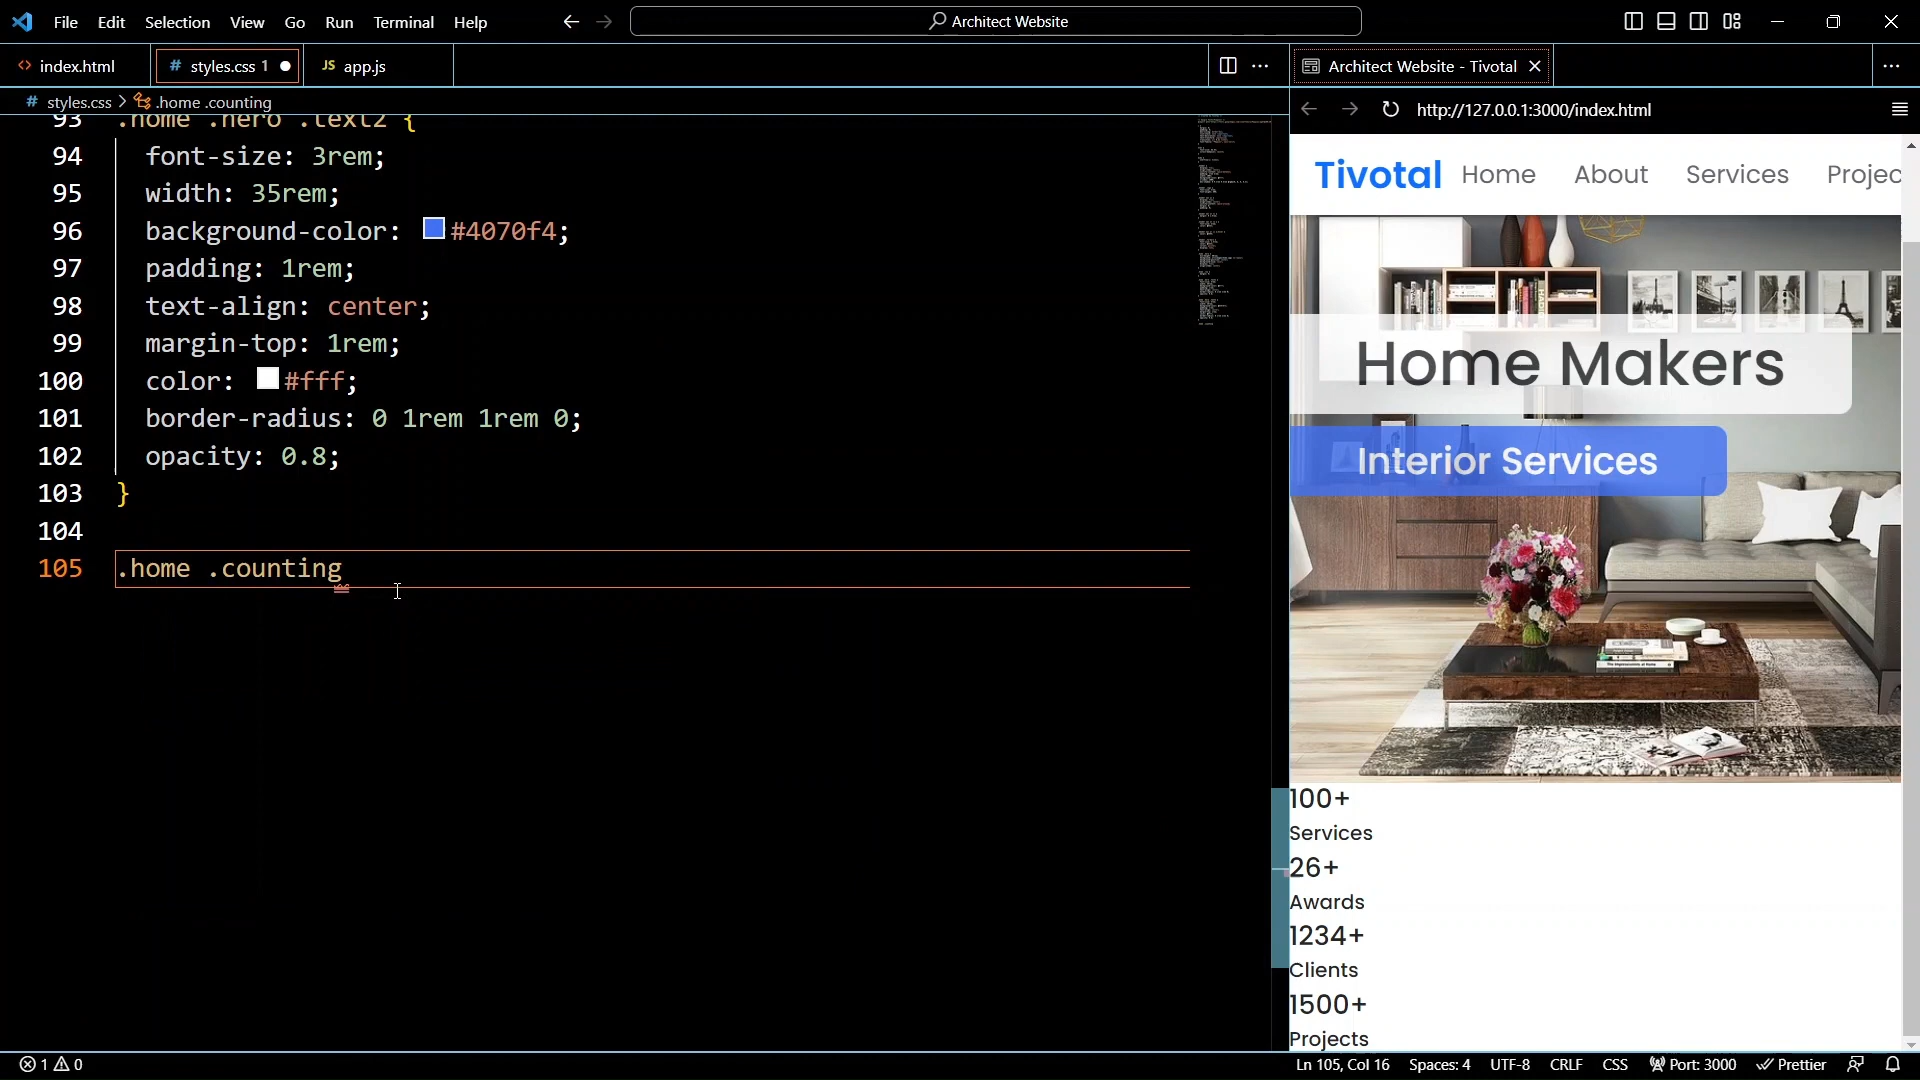 File Edit Selection View Go Run Terminal Help Architect Website
index.html styles.css 1 JS app.js Architect Website - Tivotal
# styles.css > .home .counting http://127.0.0.1:3000/index.html
93 .home .hero .text2 {
94 font-size: 3rem;
95 width: 35rem;
96 background-color: #4070f4;
97 padding: 1rem;
98 text-align: center;
99 margin-top: 1rem;
100 color: #fff;
101 border-radius: 0 1rem 1rem 0;
102 opacity: 0.8;
103 }
104
105 .home .counting
Tivotal Home About Services Projec
Home Makers
Interior Services
100+
Services
26+
Awards
1234+
Clients
1500+
Projects
1 0 Ln 105, Col 16 Spaces: 4 UTF-8 CRLF CSS Port: 3000 Prettier